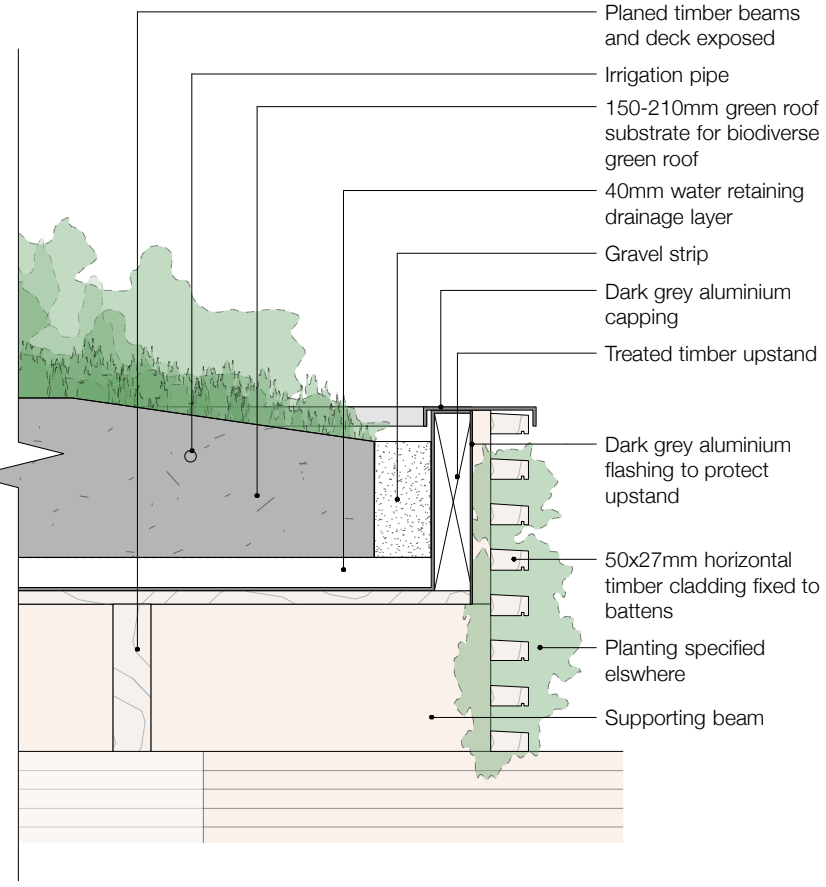 Planed timber beams
and deck exposed
Irrigation pipe
150-210mm green roof
substrate for biodiverse
green roof
40mm water retaining
drainage layer
Gravel strip
Dark grey aluminium
capping
Treated timber upstand
Dark grey aluminium
flashing to protect
upstand
50x27mm horizontal
timber cladding fixed to
battens
Planting specified
elswhere
Supporting beam